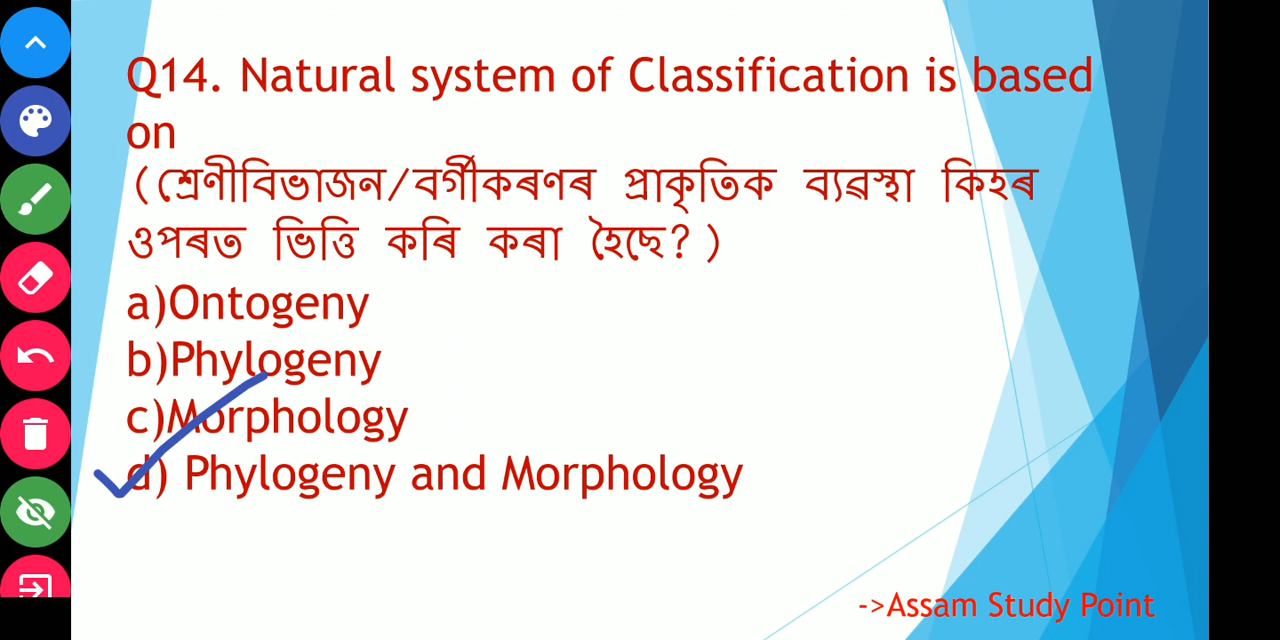 Q14. Natural system of Classification is based
on
(শ্ৰেণীবিভাজন/বৰ্গীকৰণৰ প্ৰাকৃতিক ব্যৱস্থা কিহৰ
ওপৰত ভিত্তি কৰি কৰা হৈছে?)
a)Ontogeny
b)Phylogeny
c)Morphology
d) Phylogeny and Morphology
->Assam Study Point